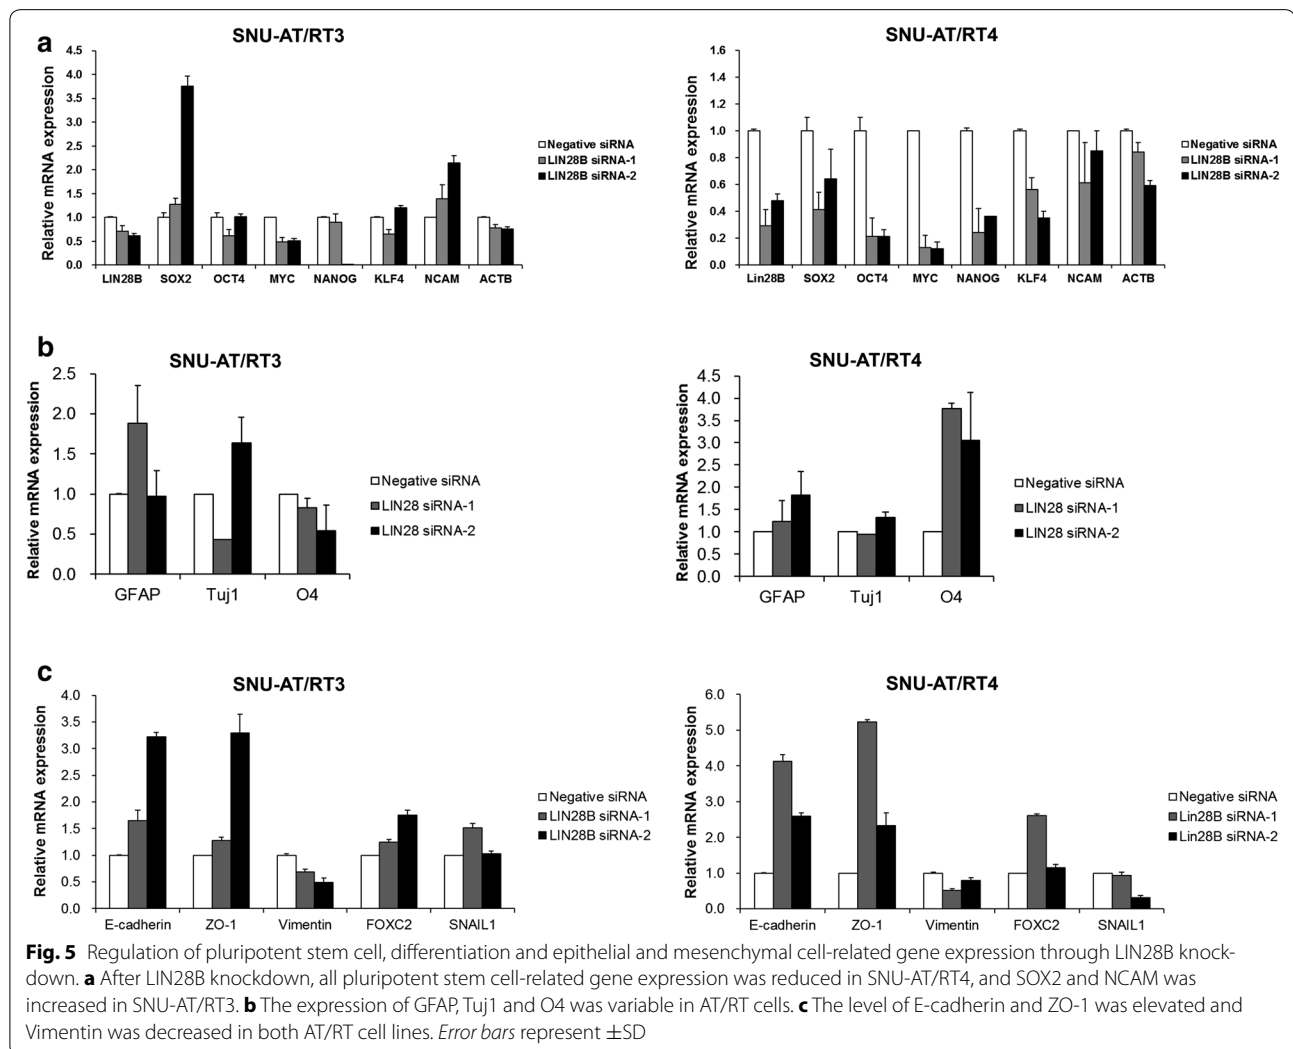 a
SNU-AT/RT3
Relative mRNA expression
4.5
4.0
3.5
3.0
2.5
2.0
1.5
1.0
0.5
0.0
LIN28B SOX2 OCT4 MYC NANOG KLF4 NCAM ACTB
Negative siRNA
LIN28B siRNA-1
LIN28B siRNA-2
SNU-AT/RT4
Relative mRNA expression
1.6
1.4
1.2
1.0
0.8
0.6
0.4
0.2
0.0
Lin28B SOX2 OCT4 MYC NANOG KLF4 NCAM ACTB
Negative siRNA
LIN28B siRNA-1
LIN28B siRNA-2
b
SNU-AT/RT3
Relative mRNA expression
2.5
2.0
1.5
1.0
0.5
0.0
GFAP Tuj1 O4
Negative siRNA
LIN28 siRNA-1
LIN28 siRNA-2
SNU-AT/RT4
Relative mRNA expression
4.5
4.0
3.5
3.0
2.5
2.0
1.5
1.0
0.5
0.0
GFAP Tuj1 O4
Negative siRNA
LIN28 siRNA-1
LIN28 siRNA-2
c
SNU-AT/RT3
Relative mRNA expression
4.0
3.5
3.0
2.5
2.0
1.5
1.0
0.5
0.0
E-cadherin ZO-1 Vimentin FOXC2 SNAIL1
Negative siRNA
LIN28B siRNA-1
LIN28B siRNA-2
SNU-AT/RT4
Relative mRNA expression
6.0
5.0
4.0
3.0
2.0
1.0
0.0
E-cadherin ZO-1 Vimentin FOXC2 SNAIL1
Negative siRNA
Lin28B siRNA-1
Lin28B siRNA-2
Fig. 5 Regulation of pluripotent stem cell, differentiation and epithelial and mesenchymal cell-related gene expression through LIN28B knock-
down. a After LIN28B knockdown, all pluripotent stem cell-related gene expression was reduced in SNU-AT/RT4, and SOX2 and NCAM was
increased in SNU-AT/RT3. b The expression of GFAP, Tuj1 and O4 was variable in AT/RT cells. c The level of E-cadherin and ZO-1 was elevated and
Vimentin was decreased in both AT/RT cell lines. Error bars represent ±SD